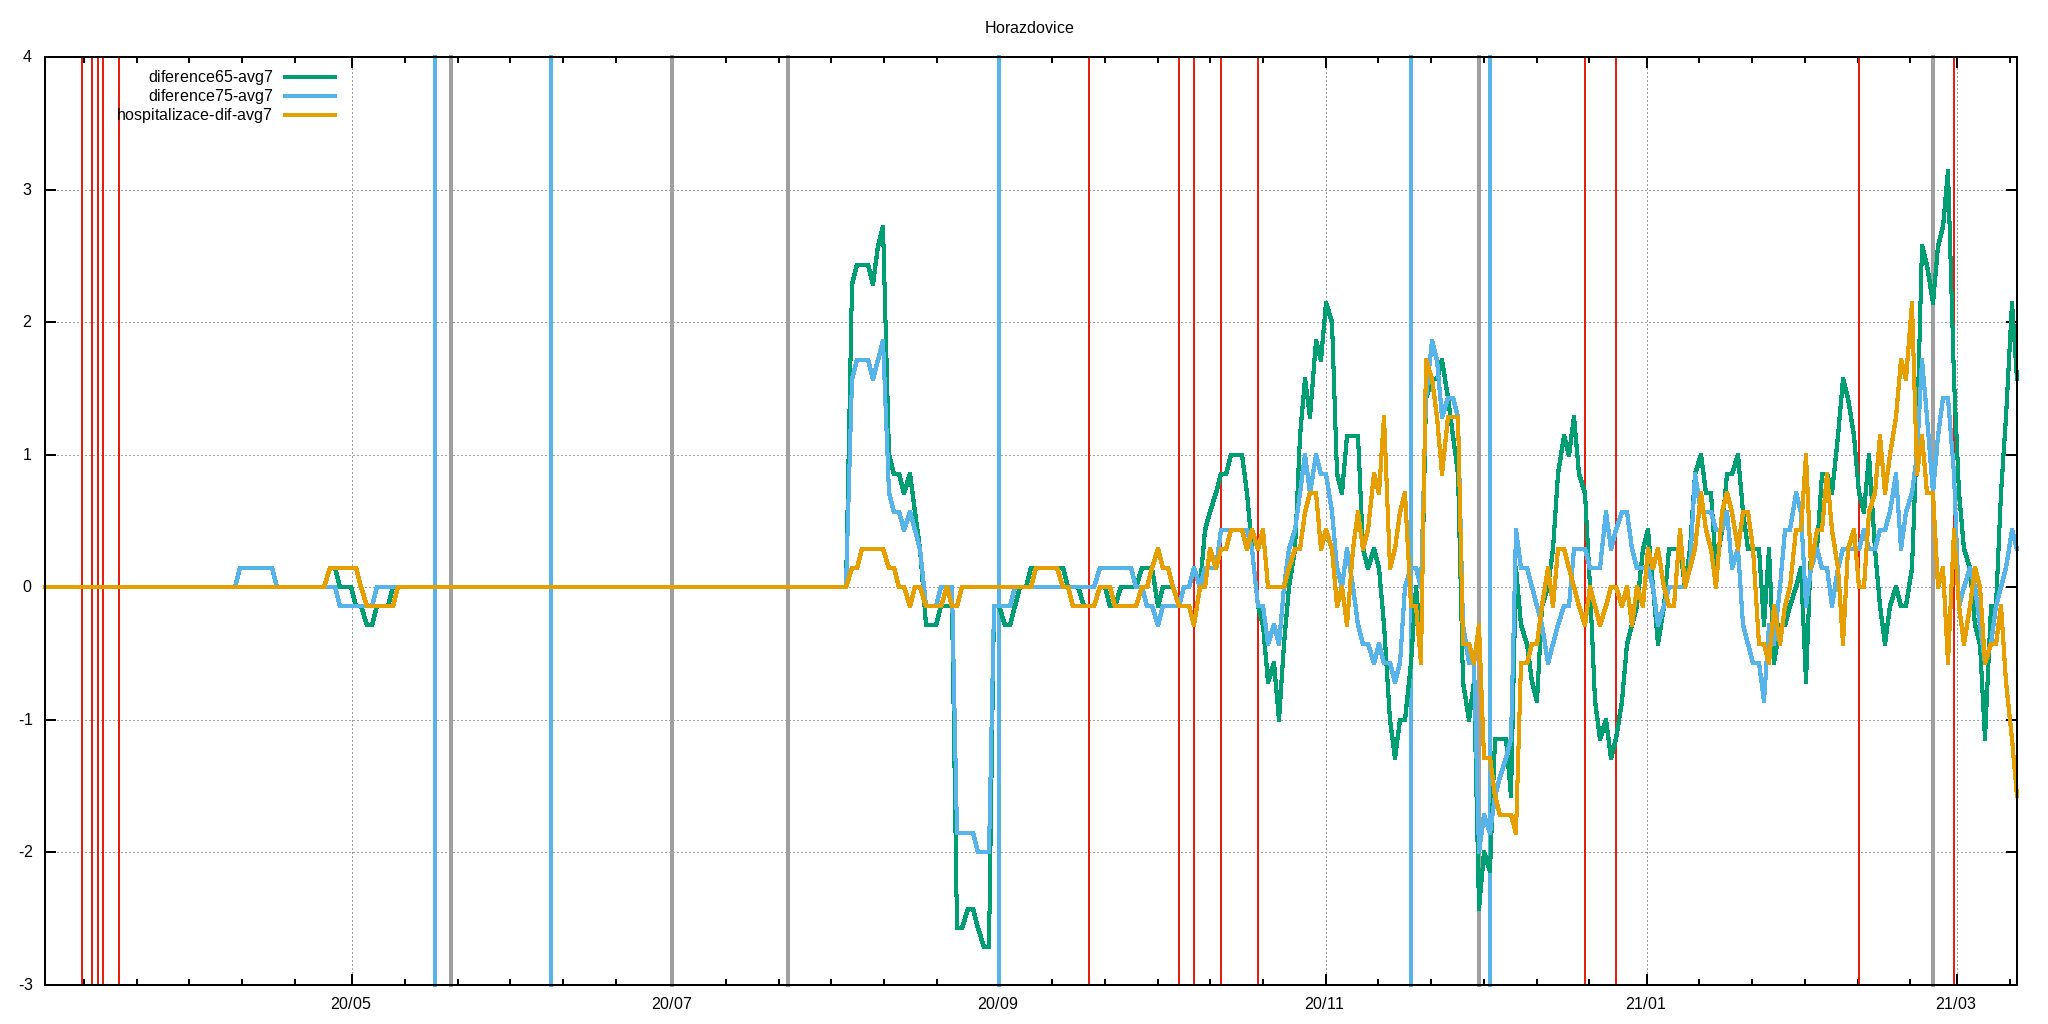 Horazdovice
4
diference65-avg7
diference75-avg7
hospitalizace-dif-avg7
3
2
1
0
-1
-2
-3
20/05 20/07 20/09 20/11 21/01 21/03